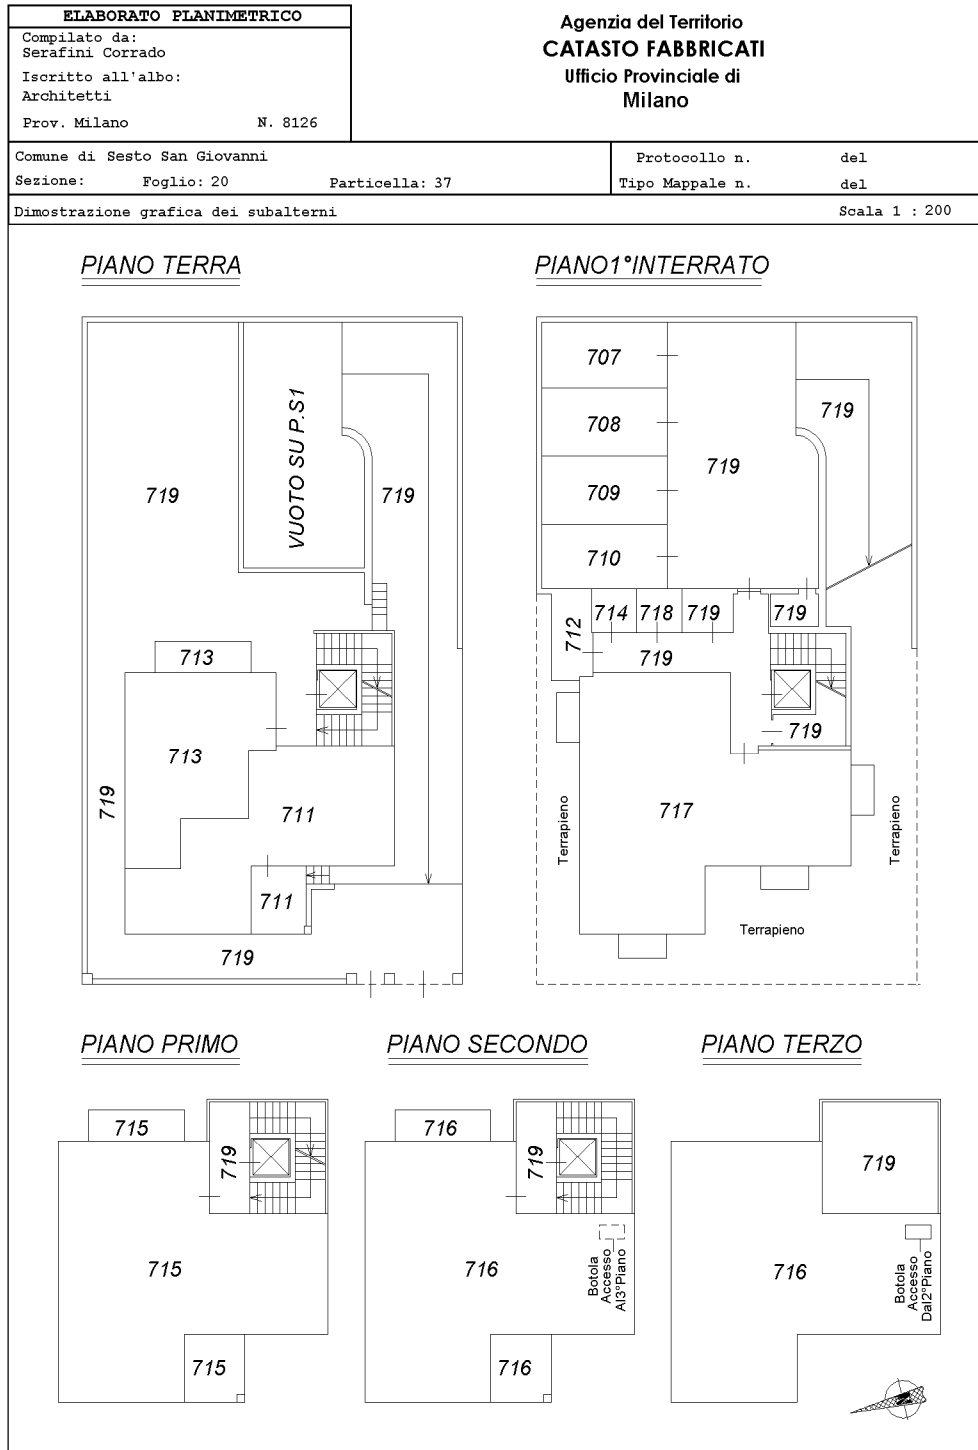 ELABORATO PLANIMETRICO
Compilato da:
Serafini Corrado
Iscritto all'albo:
Architetti
Prov. Milano N. 8126
Agenzia del Territorio
CATASTO FABBRICATI
Ufficio Provinciale di
Milano
Comune di Sesto San Giovanni
Sezione: Foglio: 20 Particella: 37
Protocollo n. del
Tipo Mappale n. del
Dimostrazione grafica dei subalterni Scala 1 : 200
PIANO TERRA
719
VUOTO SU P.S1
719
713
713
719
711
711
719
PIANO1°INTERRATO
707
708
709
710
719
719
712
714
718
719
719
719
719
717
Terrapieno
Terrapieno
Terrapieno
PIANO PRIMO
715
719
715
715
PIANO SECONDO
716
719
716
Botola
Accesso
Al3°Piano
716
PIANO TERZO
719
716
Botola
Accesso
Dal2°Piano